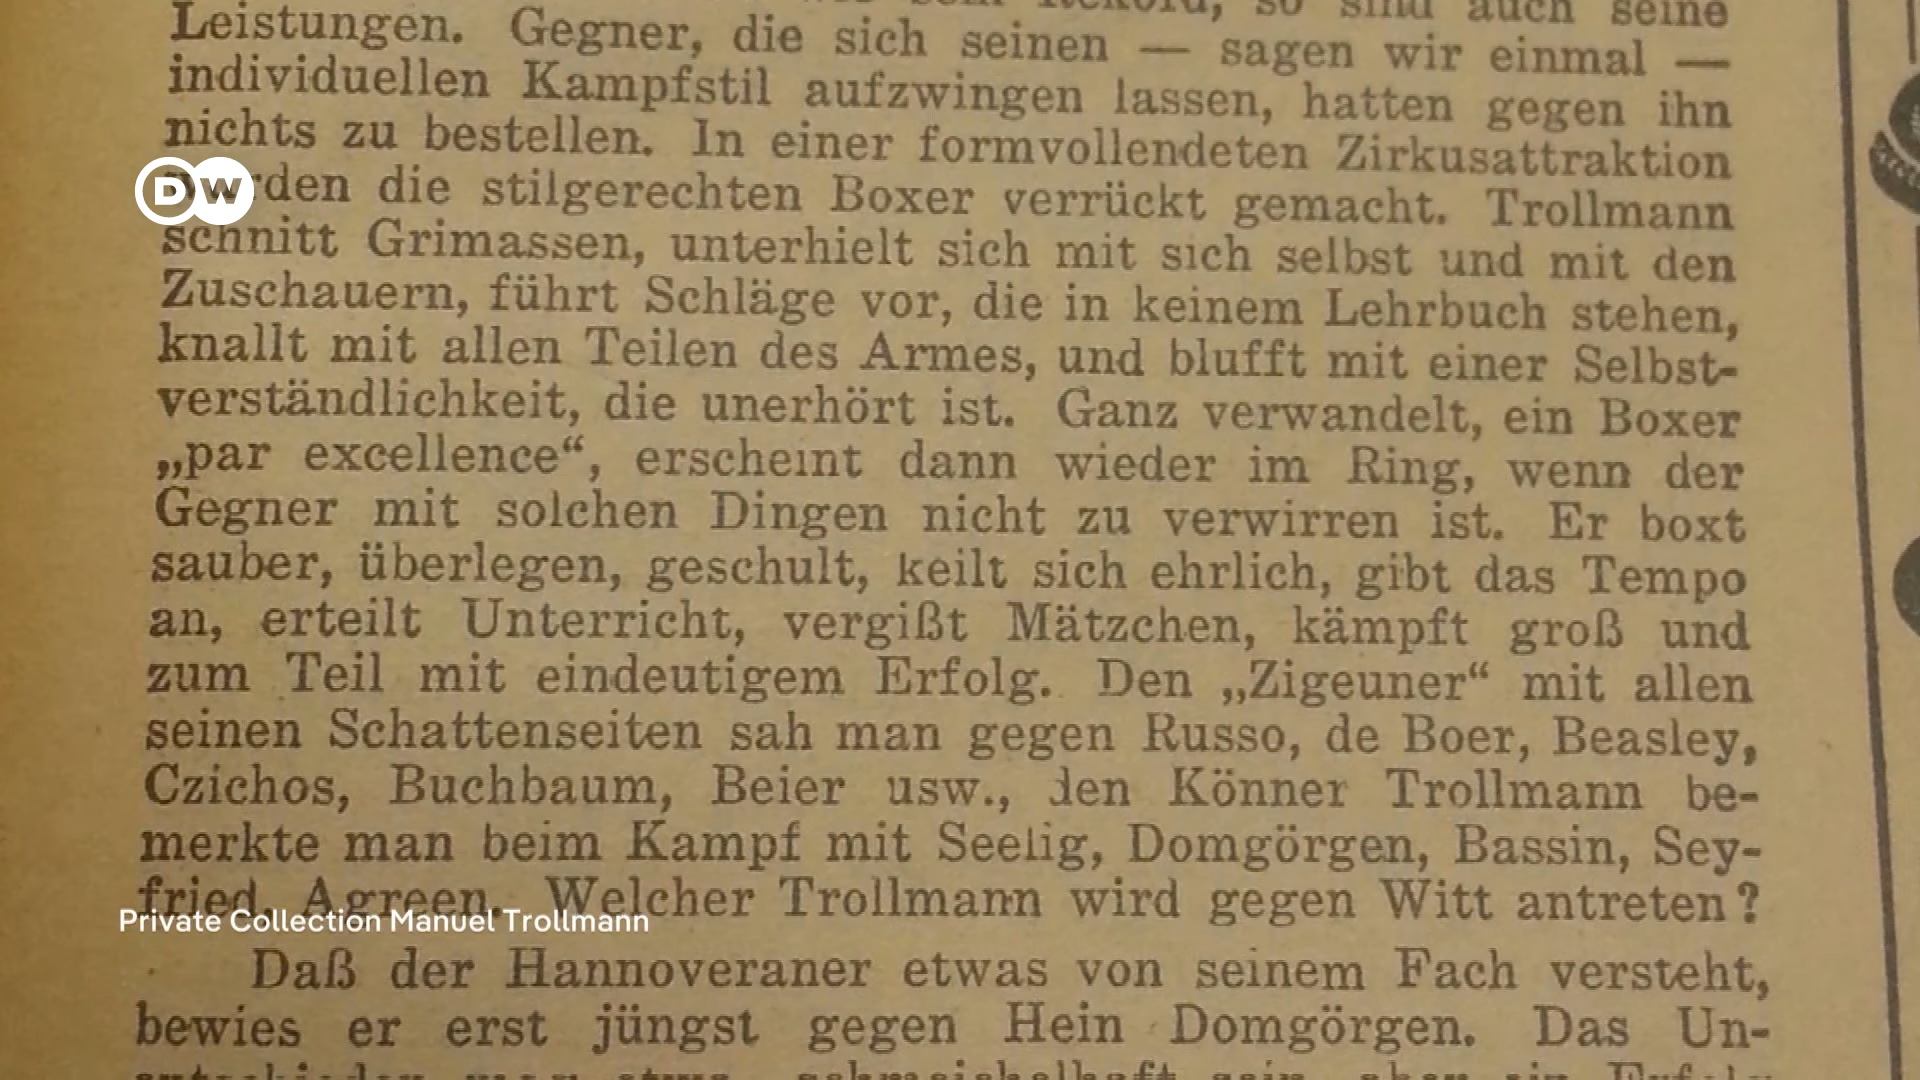 Rekord, so sind auch seine
Leistungen. Gegner, die sich seinen — sagen wir einmal —
individuellen Kampfstil aufzwingen lassen, hatten gegen ihn
nichts zu bestellen. In einer formvollendeten Zirkusattraktion
DW
die stilgerechten Boxer verrückt gemacht. Trollmann
schnitt Grimassen, unterhielt sich mit sich selbst und mit den
Zuschauern, führt Schläge vor, die in keinem Lehrbuch stehen,
knallt mit allen Teilen des Armes, und blufft mit einer Selbst-
verständlichkeit, die unerhört ist. Ganz verwandelt, ein Boxer
„par excellence“, erscheint dann wieder im Ring, wenn der
Gegner mit solchen Dingen nicht zu verwirren ist. Er boxt
sauber, überlegen, geschult, keilt sich ehrlich, gibt das Tempo
an, erteilt Unterricht, vergißt Mätzchen, kämpft groß und
zum Teil mit eindeutigem Erfolg. Den „Zigeuner“ mit allen
seinen Schattenseiten sah man gegen Russo, de Boer, Beasley,
Czichos, Buchbaum, Beier usw., den Könner Trollmann be-
merkte man beim Kampf mit Seelig, Domgörgen, Bassin, Sey-
fried, Agreen. Welcher Trollmann wird gegen Witt antreten?
Private Collection Manuel Trollmann
Daß der Hannoveraner etwas von seinem Fach versteht,
bewies er erst jüngst gegen Hein Domgörgen. Das Un-